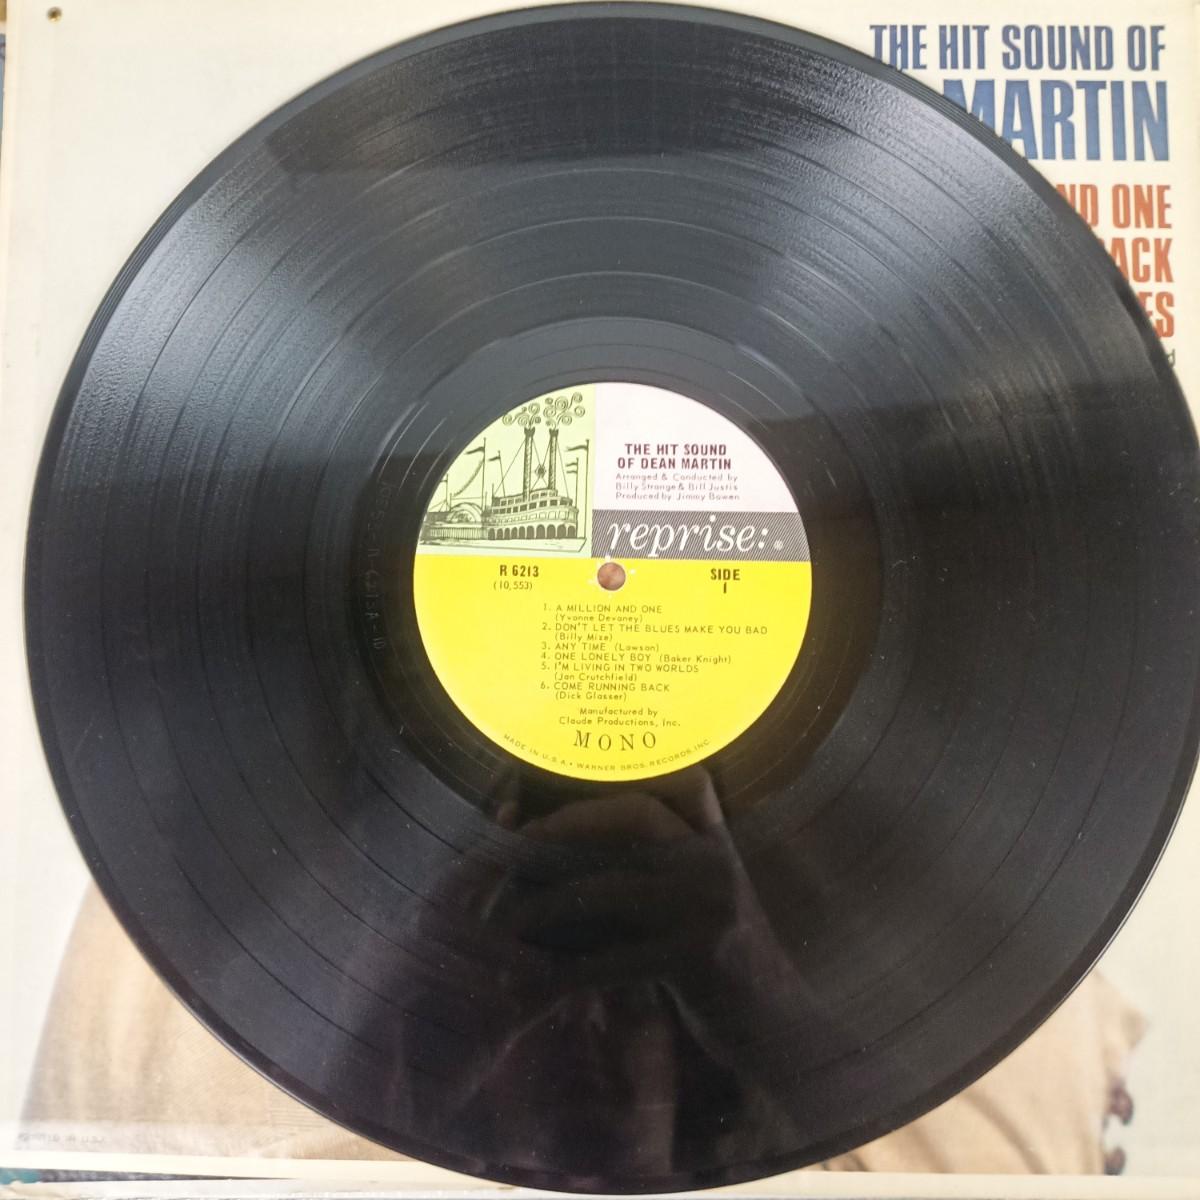 THE HIT SOUND OF
MARTIN
ND ONE
ACK
ES
THE HIT SOUND
OF DEAN MARTIN
Arranged & Conducted by
Billy Strange & Bill Justis
Produced by Jimmy Bowen
reprise: ®
R 6213
(10,553)
SIDE
1
1. A MILLION AND ONE
(Yvonne Devaney)
2. DON'T LET THE BLUES MAKE YOU BAD
(Billy Mize)
3. ANY TIME (Lawson)
4. ONE LONELY BOY (Baker Knight)
5. I'M LIVING IN TWO WORLDS
(Jan Crutchfield)
6. COME RUNNING BACK
(Dick Glasser)
Manufactured by
Claude Productions, Inc.
MONO
MADE IN U.S.A. • WARNER BROS. RECORDS, INC.